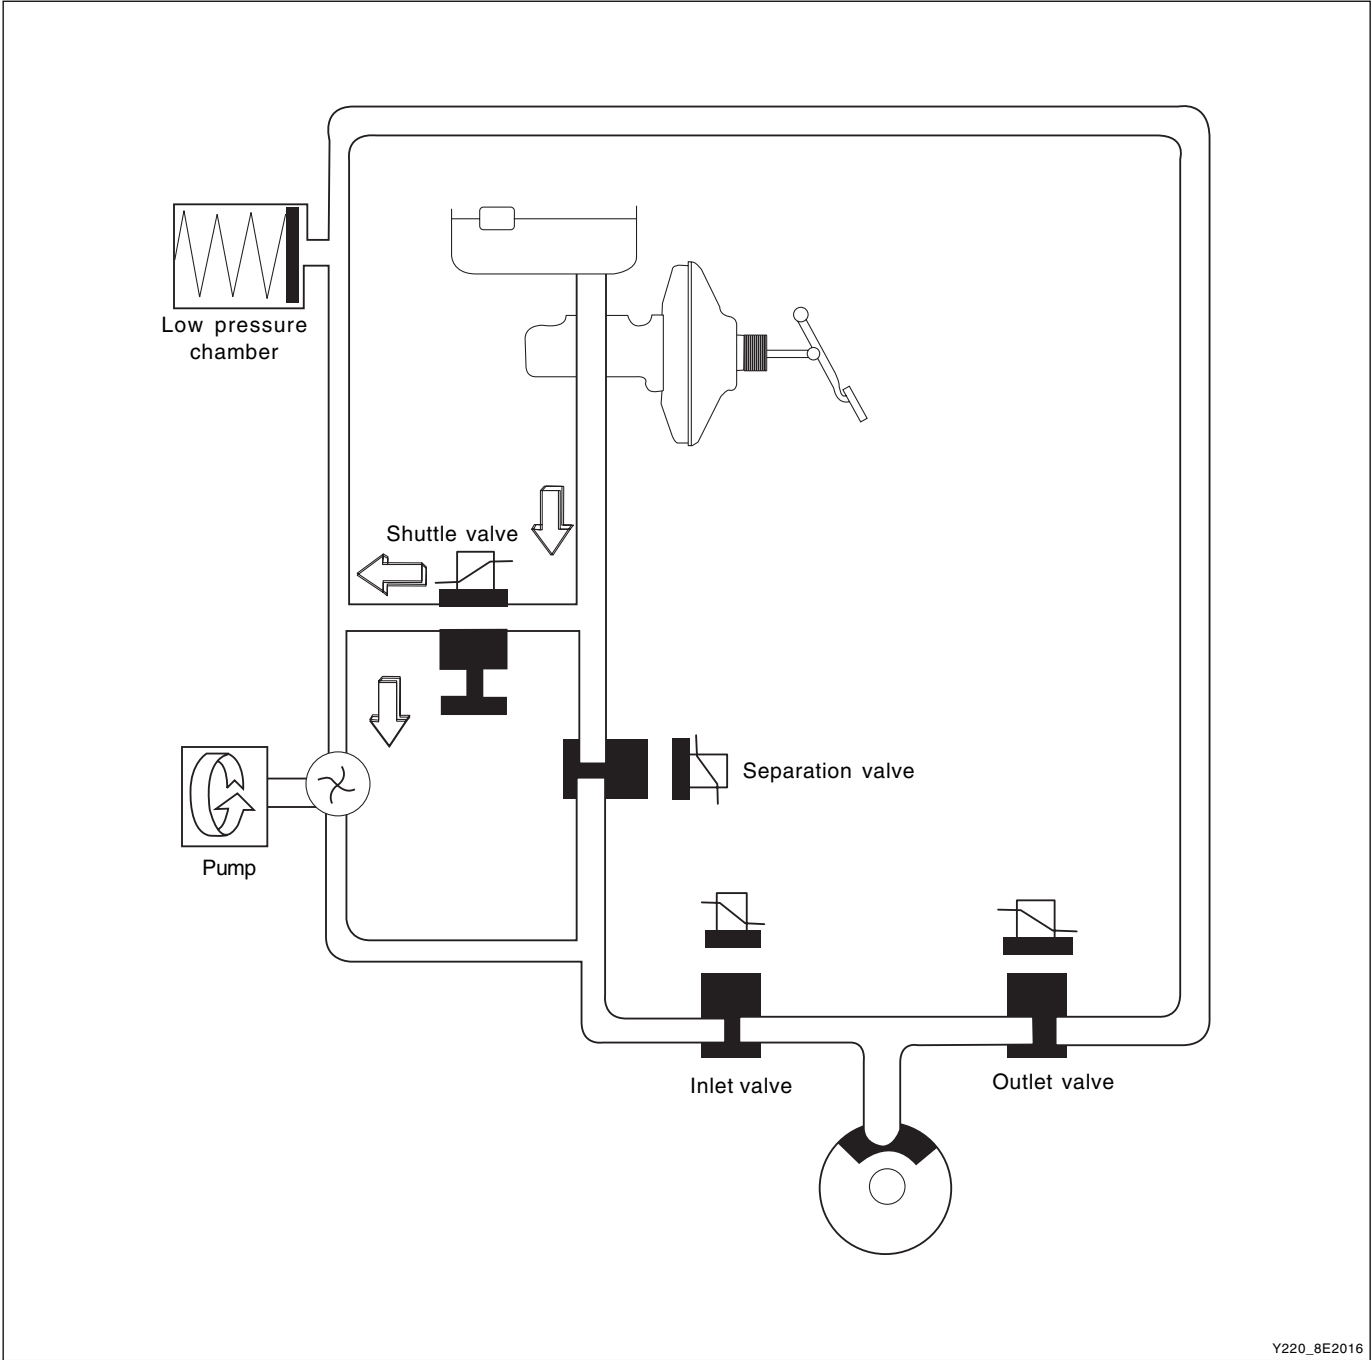 Low pressure
chamber
Shuttle valve
Separation valve
Pump
Inlet valve
Outlet valve
Y220_8E2016